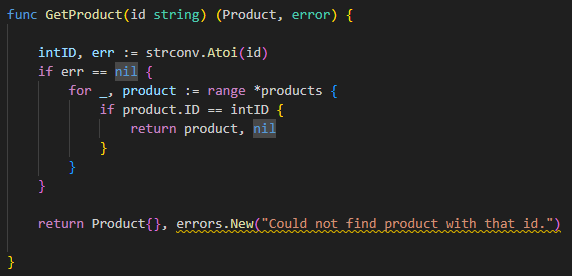 func GetProduct(id string) (Product, error) {
intID, err := strconv.Atoi(id)
if err == nil {
for _, product := range *products {
if product.ID == intID {
return product, nil
}
}
}
return Product{}, errors.New("Could not find product with that id.")
}